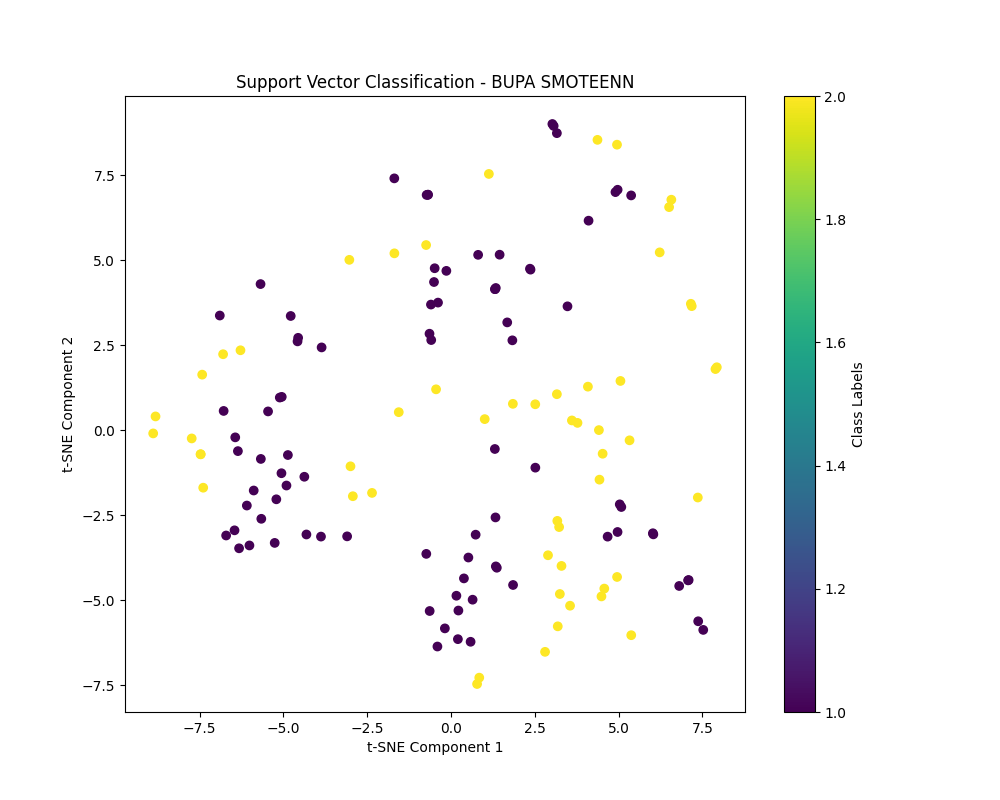 Support Vector Classification - BUPA SMOTEENN
t-SNE Component 2
7.5
5.0
2.5
0.0
−2.5
−5.0
−7.5
−7.5 −5.0 −2.5 0.0 2.5 5.0 7.5
t-SNE Component 1
2.0
1.8
1.6
1.4
1.2
1.0
Class Labels